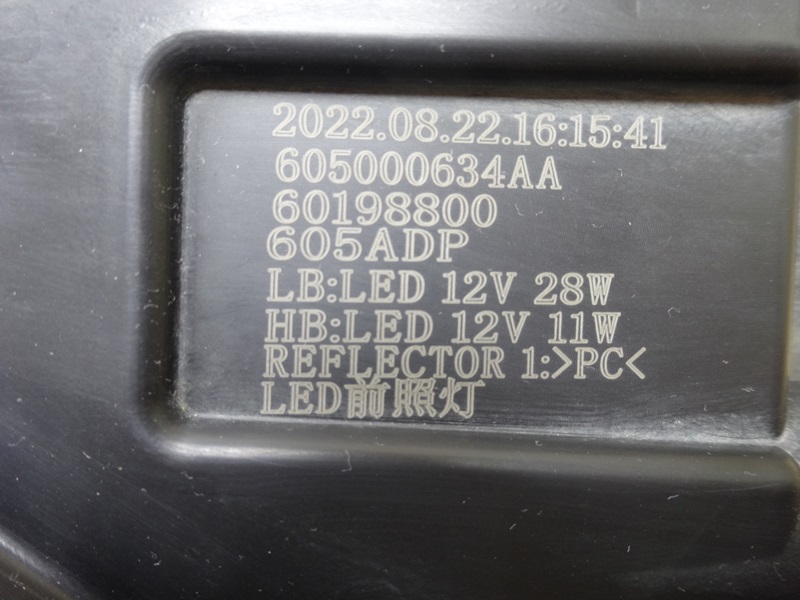 2022.08.22.16:15:41
605000634AA
60198800
605ADP
LB:LED 12V 28W
HB:LED 12V 11W
REFLECTOR 1:>PC<
LED前照灯